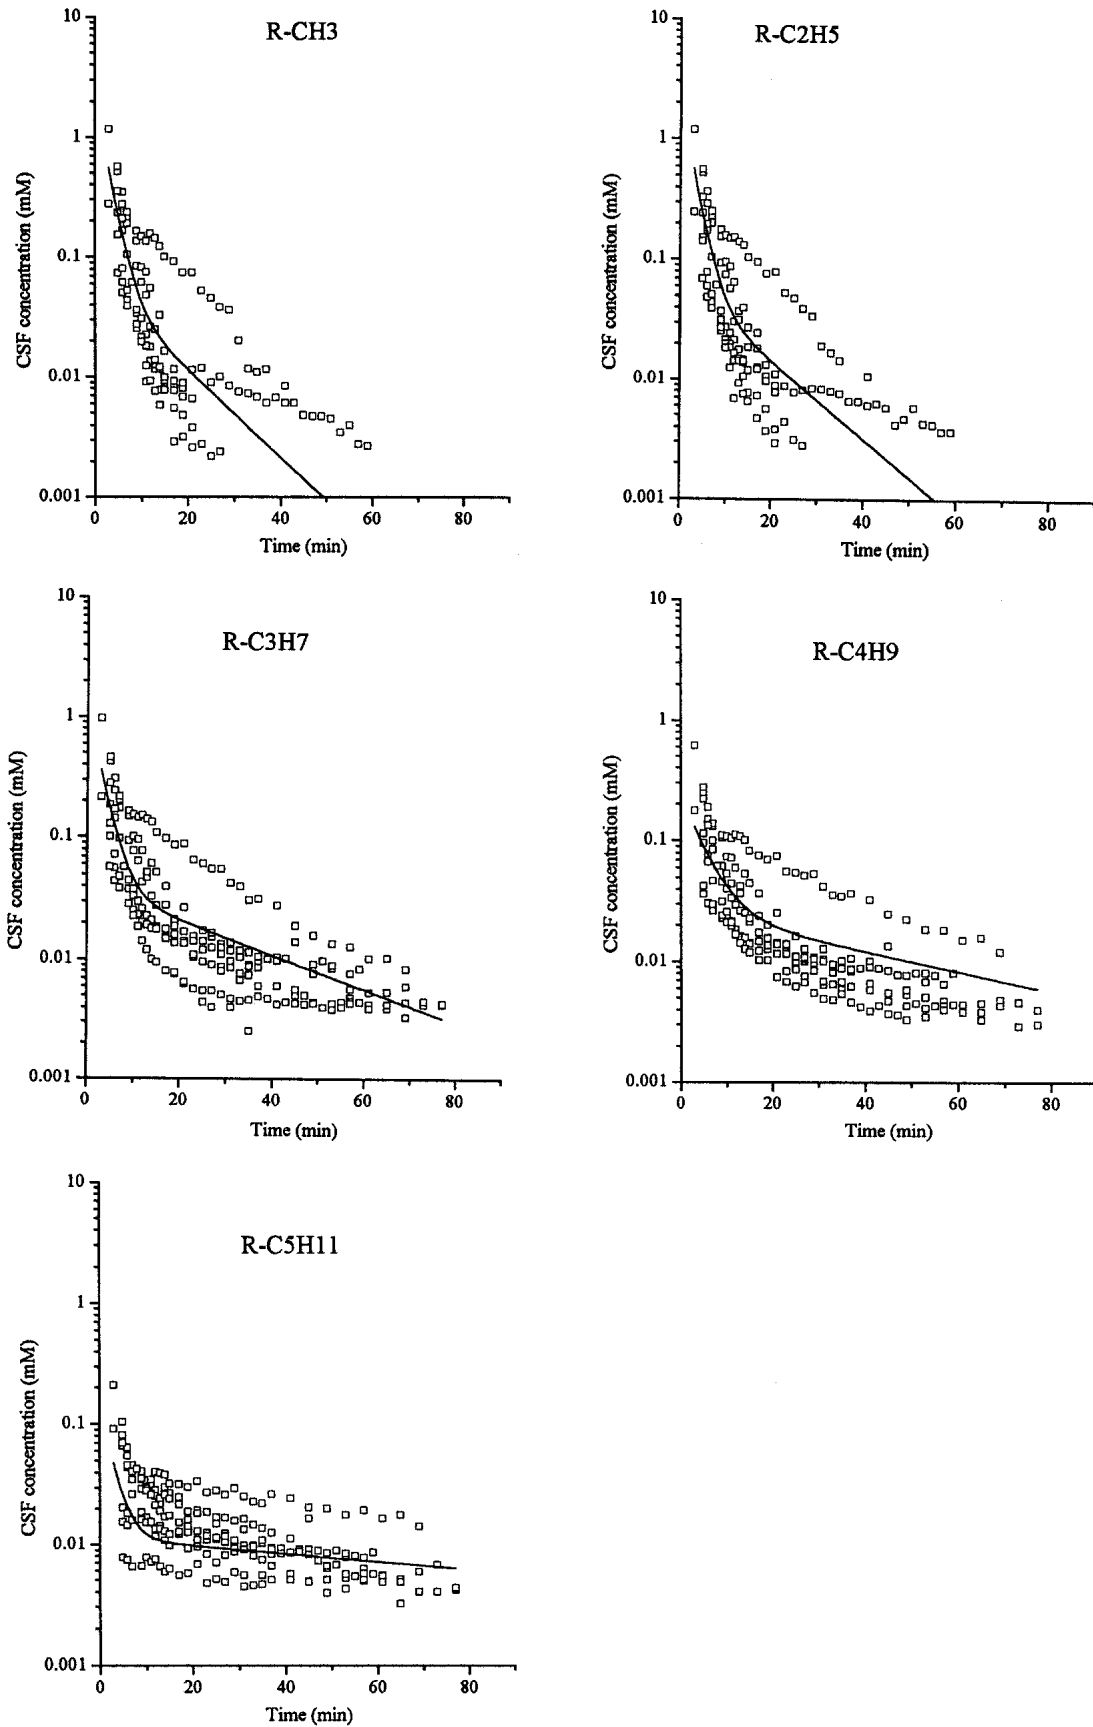 R-CH3
10
1
0.1
0.01
0.001
CSF concentration (mM)
0 20 40 60 80
Time (min)
R-C2H5
10
1
0.1
0.01
0.001
CSF concentration (mM)
0 20 40 60 80
Time (min)
R-C3H7
10
1
0.1
0.01
0.001
CSF concentration (mM)
0 20 40 60 80
Time (min)
R-C4H9
10
1
0.1
0.01
0.001
CSF concentration (mM)
0 20 40 60 80
Time (min)
R-C5H11
10
1
0.1
0.01
0.001
CSF concentration (mM)
0 20 40 60 80
Time (min)